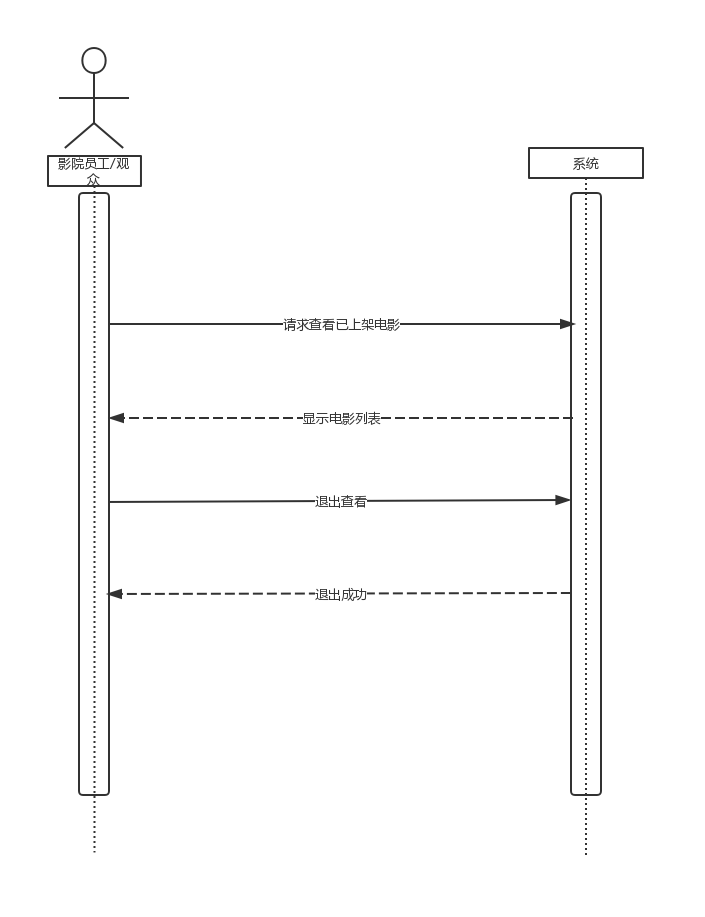 影院员工/观
众
系统
请求查看已上架电影
显示电影列表
退出查看
退出成功